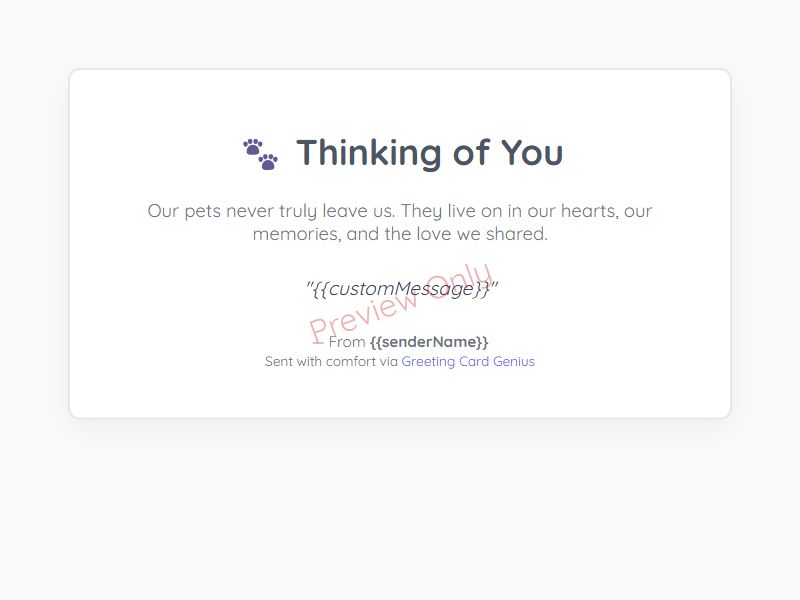 Thinking of You
Our pets never truly leave us. They live on in our hearts, our
memories, and the love we shared.
"{{customMessage}}"
Preview Only
— From {{senderName}}
Sent with comfort via Greeting Card Genius